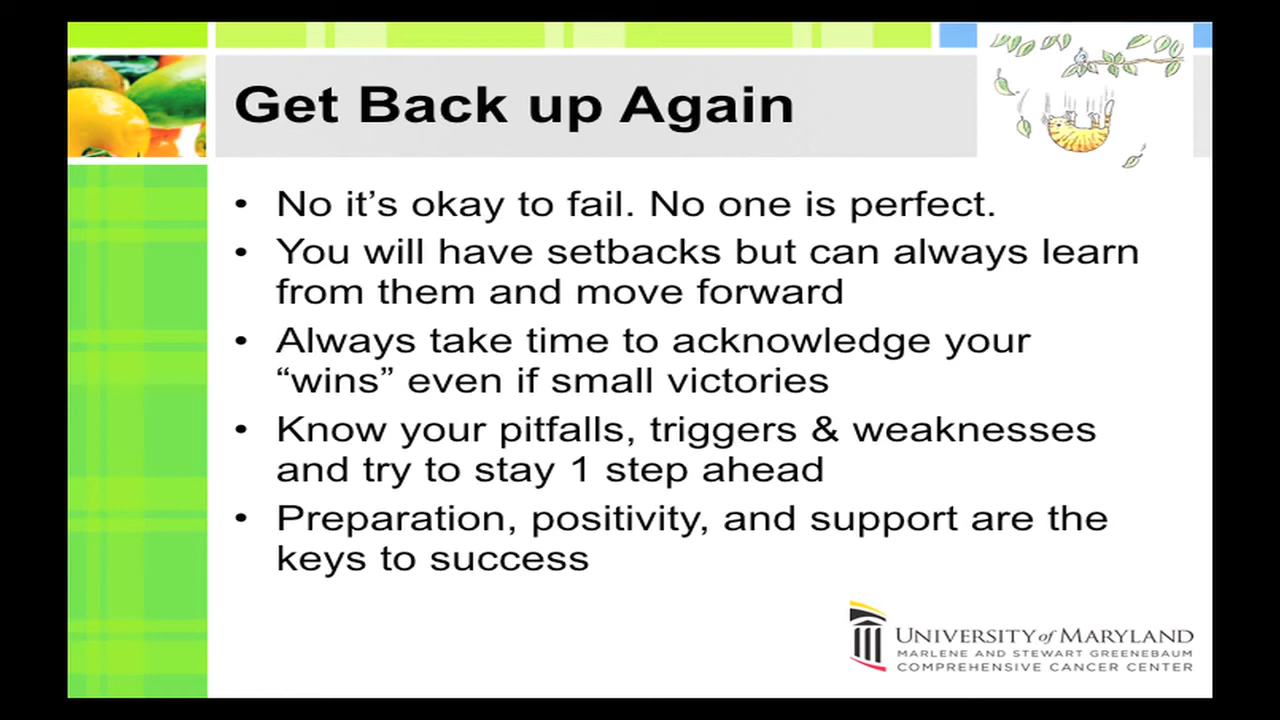 Get Back up Again
• No it’s okay to fail. No one is perfect.
• You will have setbacks but can always learn
from them and move forward
• Always take time to acknowledge your
“wins” even if small victories
• Know your pitfalls, triggers & weaknesses
and try to stay 1 step ahead
• Preparation, positivity, and support are the
keys to success
UNIVERSITY of MARYLAND
MARLENE AND STEWART GREENEBAUM
COMPREHENSIVE CANCER CENTER